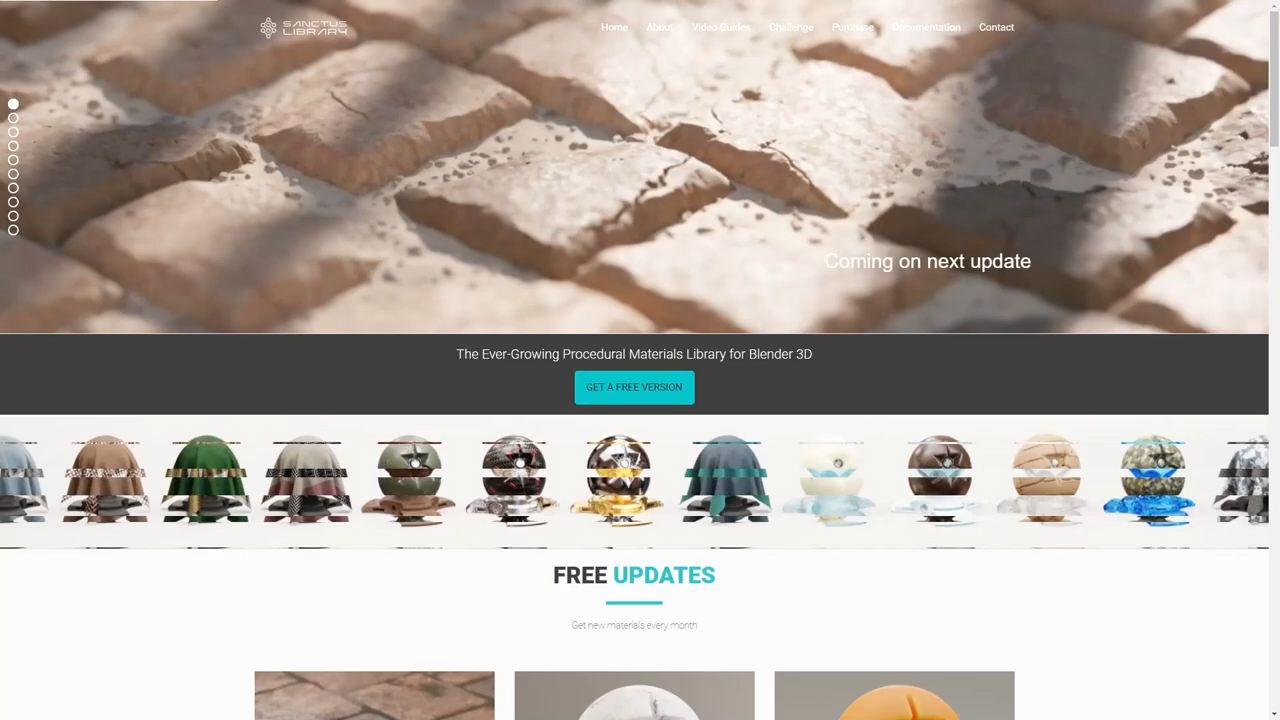 SANCTUS
LIBRARY
Home About Video Guides Challenge Purchase Documentation Contact
Coming on next update
The Ever-Growing Procedural Materials Library for Blender 3D
GET A FREE VERSION
FREE UPDATES
Get new materials every month